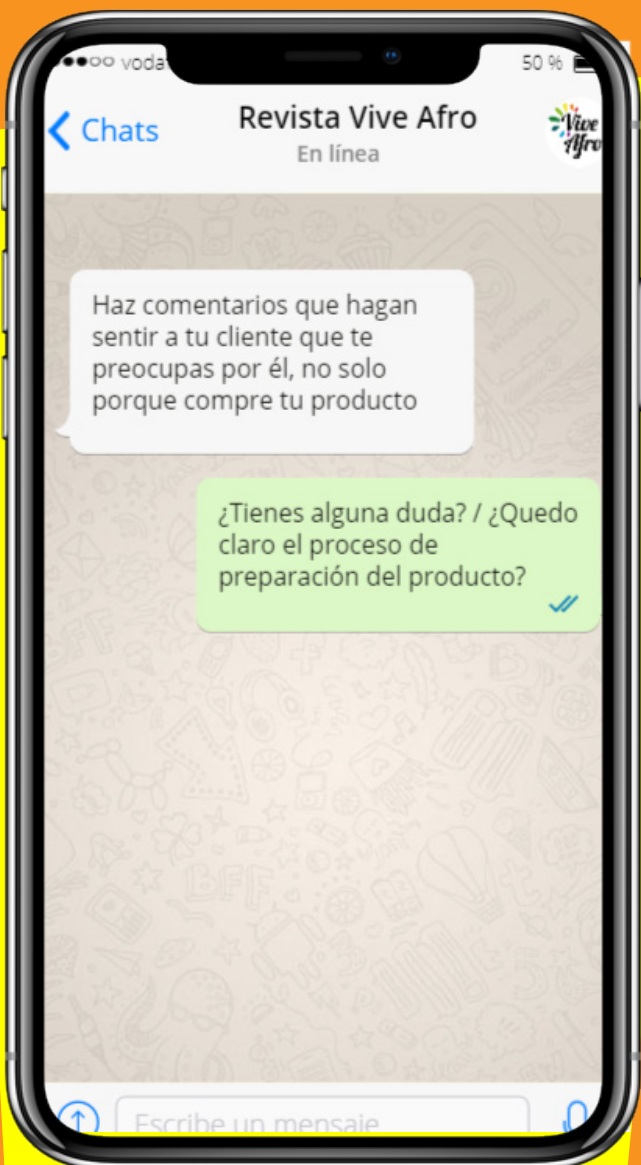 voda
50 %
Chats
Revista Vive Afro
En línea
Vive
Afro
Haz comentarios que hagan
sentir a tu cliente que te
preocupas por él, no solo
porque compre tu producto
¿Tienes alguna duda? / ¿Quedo
claro el proceso de
preparación del producto?
Escribe un mensaje